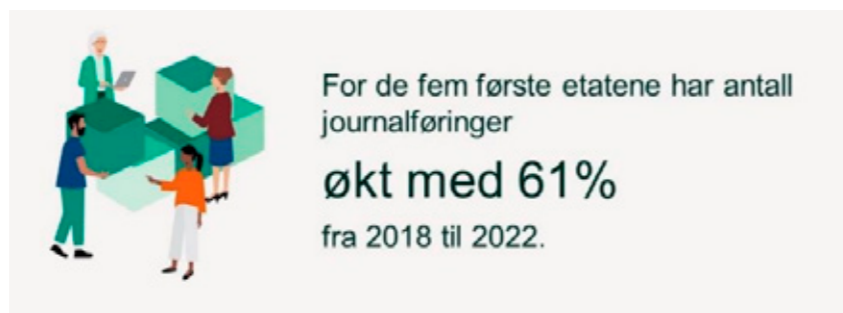 For de fem første etatene har antall
journalføringer
økt med 61%
fra 2018 til 2022.